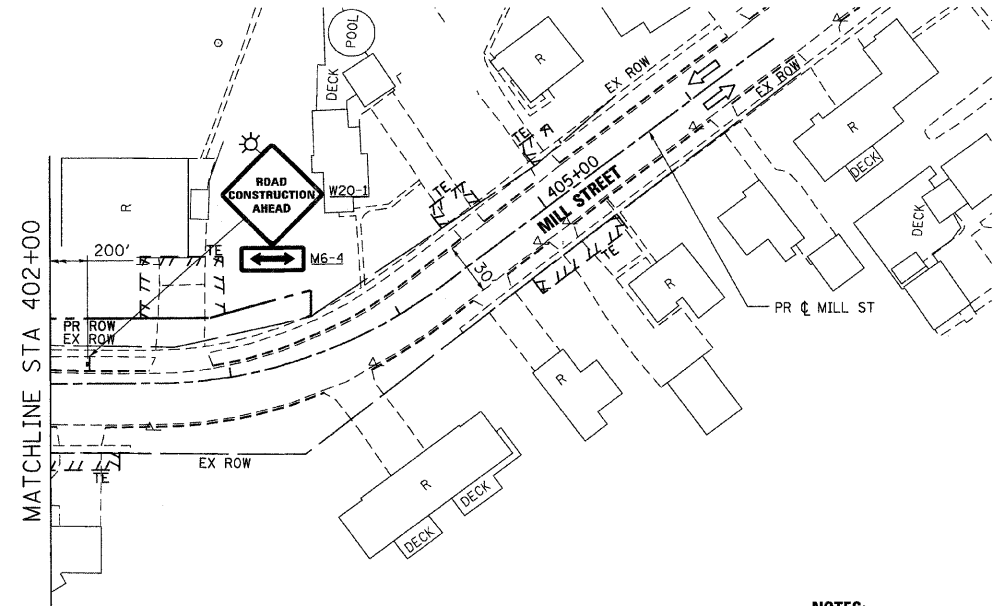 POOL
DECK
R
EX ROW
EX ROW
TE
ROAD
CONSTRUCTION
AHEAD
W20-1
TE
405+00
MILL STREET
R
DECK
R
DECK
200'
TE
M6-4
30'
TE
R
PR ℄ MILL ST
PR ROW
EX ROW
MATCHLINE STA 402+00
R
EX ROW
TE
R
DECK
DECK
NOTES: